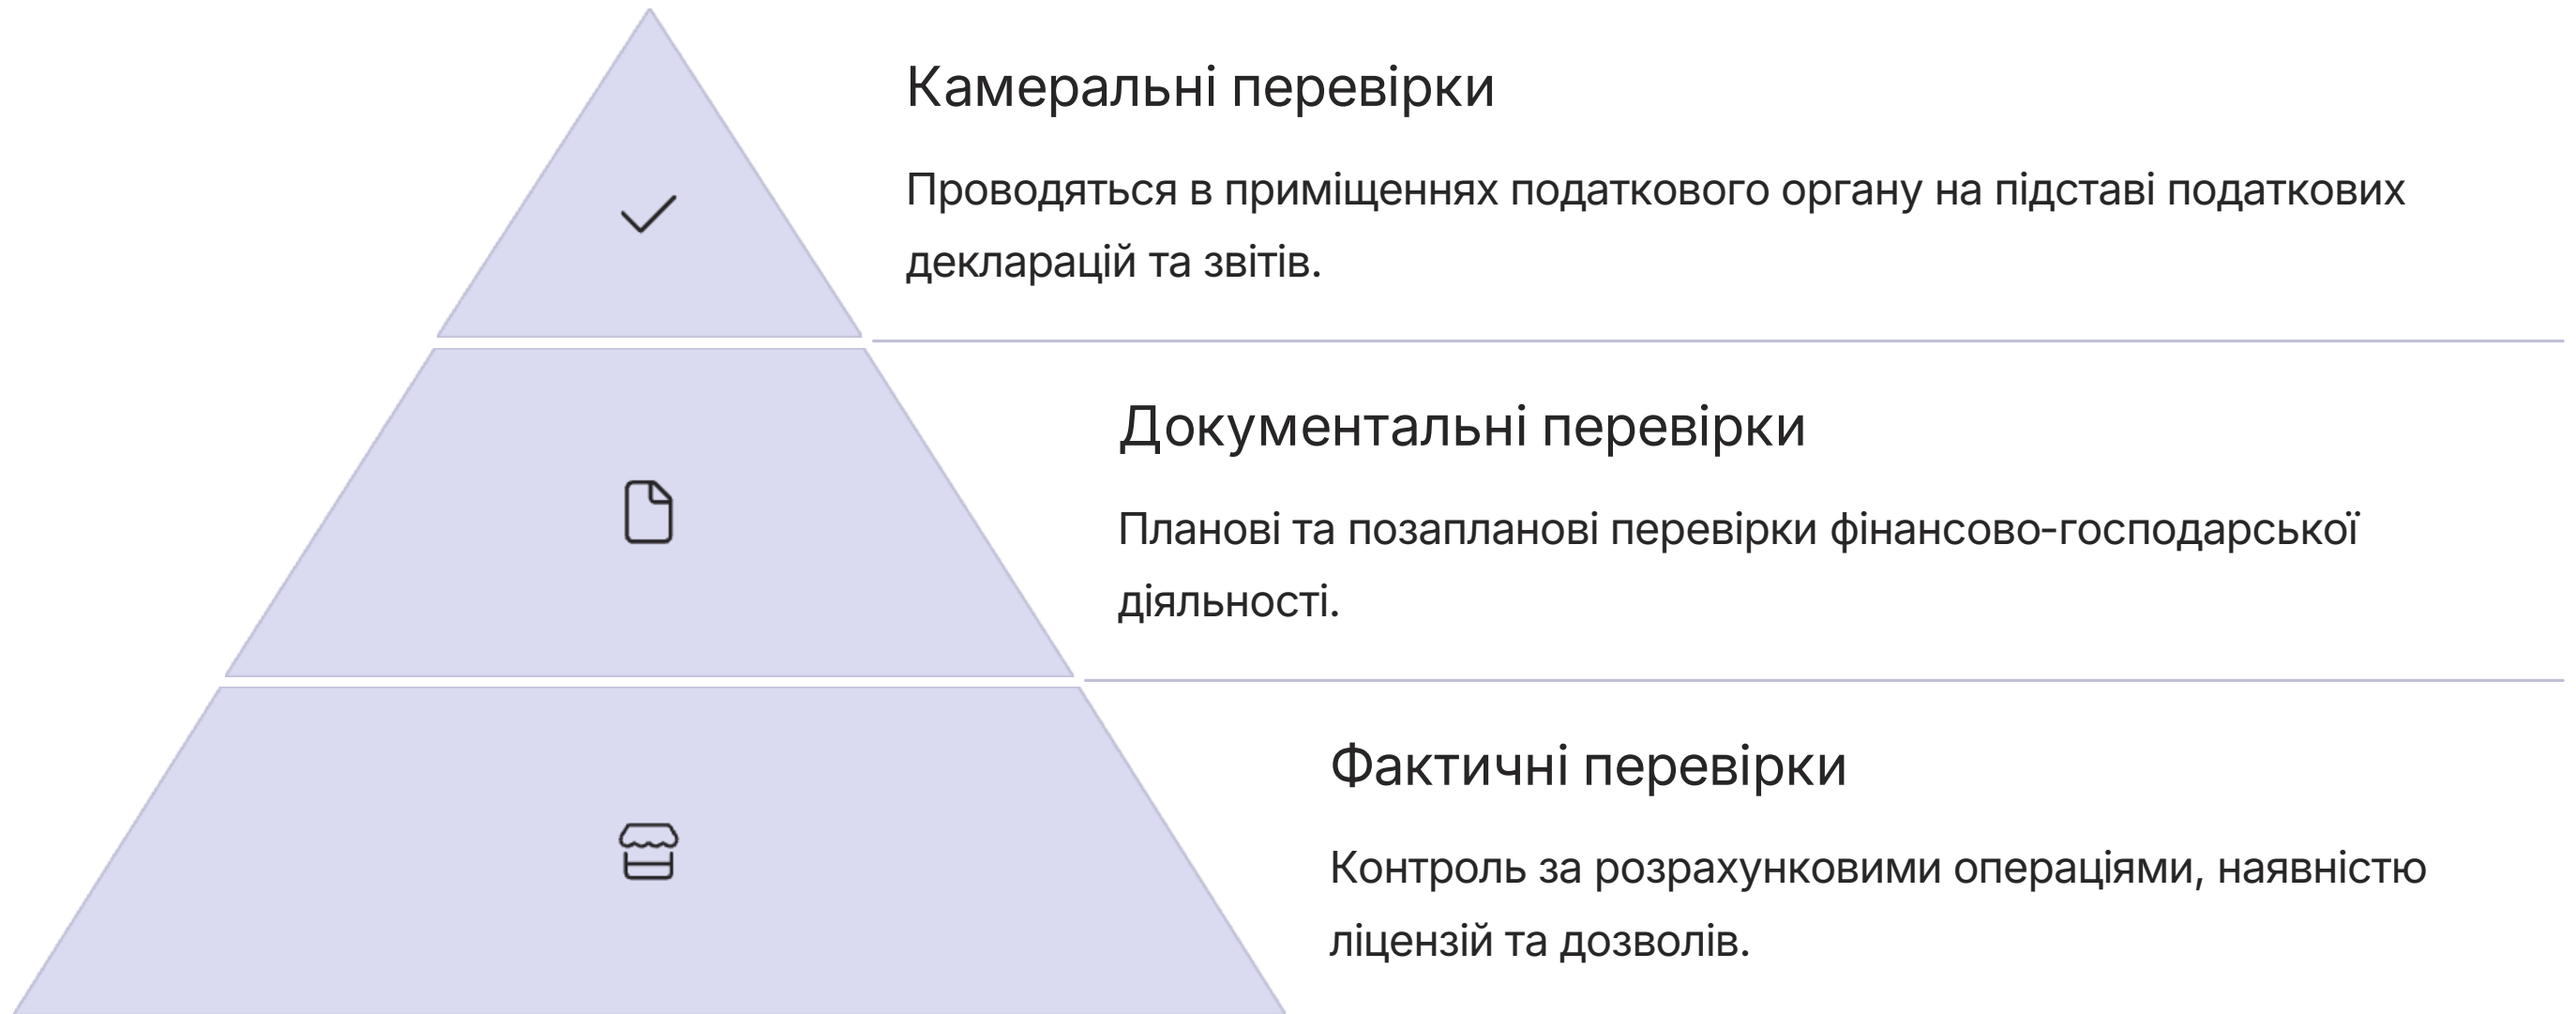 Камеральні перевірки
Проводяться в приміщеннях податкового органу на підставі податкових
декларацій та звітів.
Документальні перевірки
Планові та позапланові перевірки фінансово-господарської
діяльності.
Фактичні перевірки
Контроль за розрахунковими операціями, наявністю
ліцензій та дозволів.